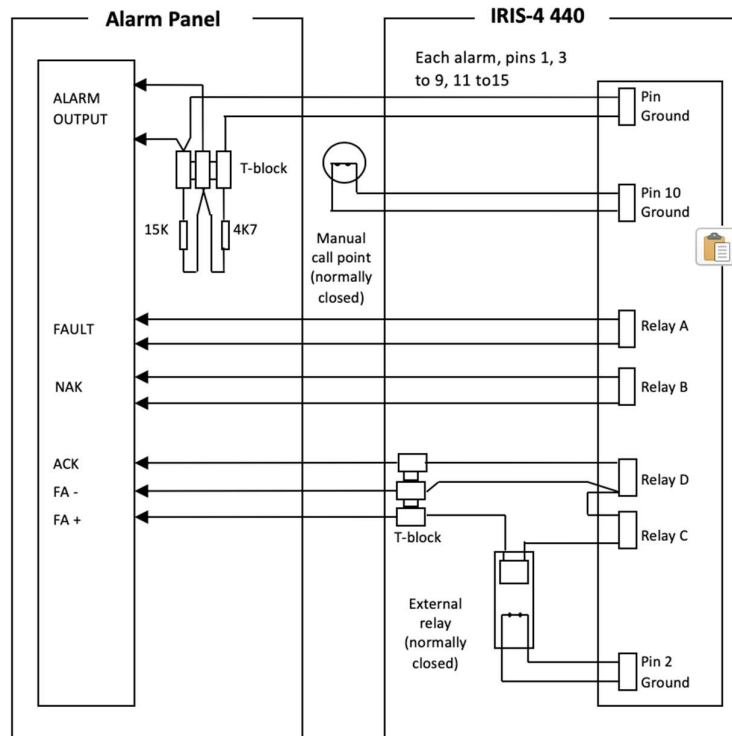 Alarm Panel
IRIS-4 440
Each alarm, pins 1, 3
to 9, 11 to15
ALARM
OUTPUT
Pin
Ground
T-block
15K
4K7
Pin 10
Ground
Manual
call point
(normally
closed)
FAULT
Relay A
NAK
Relay B
ACK
FA -
FA +
Relay D
T-block
Relay C
External
relay
(normally
closed)
Pin 2
Ground